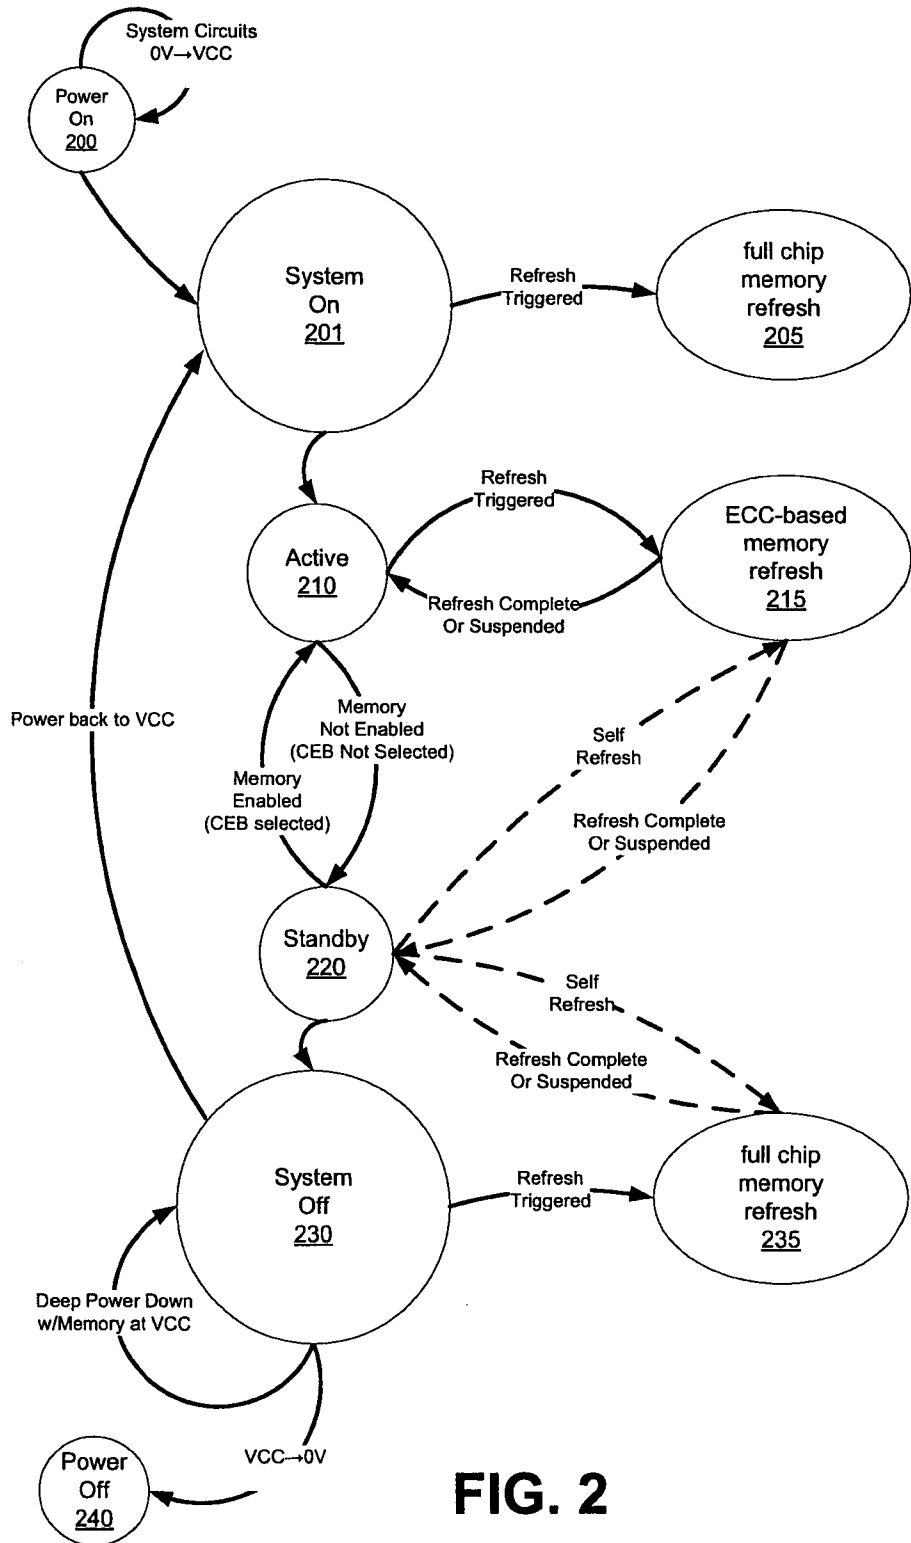 System Circuits
0V→VCC
Power
On
200
System
On
201
Refresh
Triggered
full chip
memory
refresh
205
Active
210
Refresh
Triggered
ECC-based
memory
refresh
215
Refresh Complete
Or Suspended
Power back to VCC
Memory
Not Enabled
(CEB Not Selected)
Memory
Enabled
(CEB selected)
Self
Refresh
Refresh Complete
Or Suspended
Standby
220
Self
Refresh
Refresh Complete
Or Suspended
System
Off
230
Refresh
Triggered
full chip
memory
refresh
235
Deep Power Down
w/Memory at VCC
VCC→0V
Power
Off
240
FIG. 2